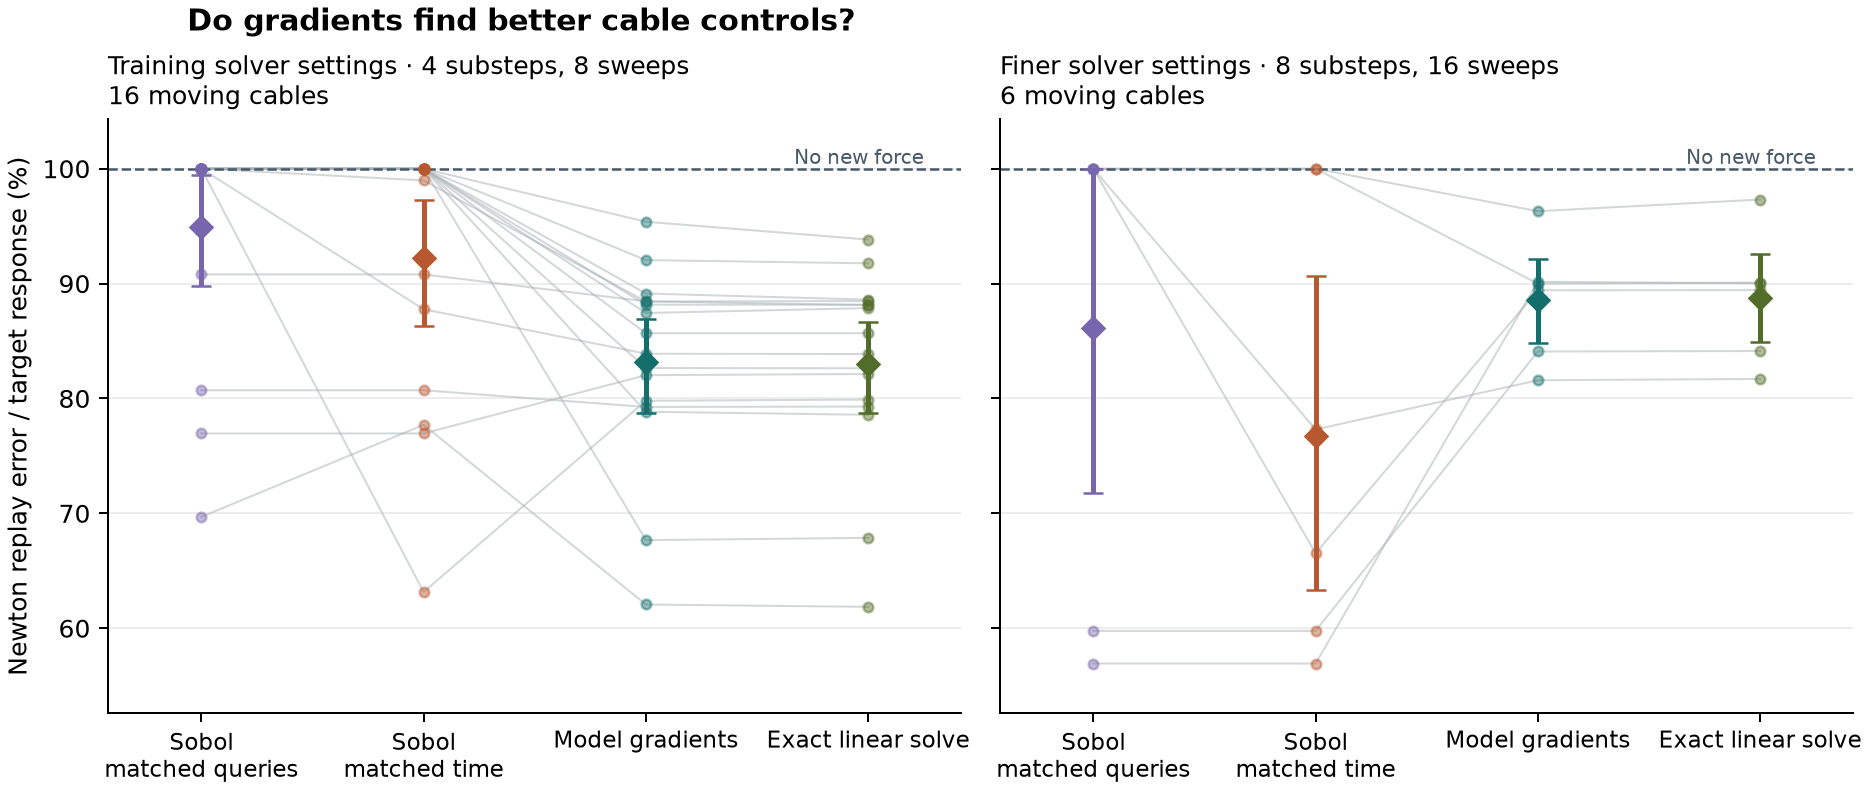 Do gradients find better cable controls?
Training solver settings · 4 substeps, 8 sweeps
16 moving cables
Finer solver settings · 8 substeps, 16 sweeps
6 moving cables
Newton replay error / target response (%)
100
90
80
70
60
No new force
No new force
Sobol
matched queries
Sobol
matched time
Model gradients
Exact linear solve
Sobol
matched queries
Sobol
matched time
Model gradients
Exact linear solve